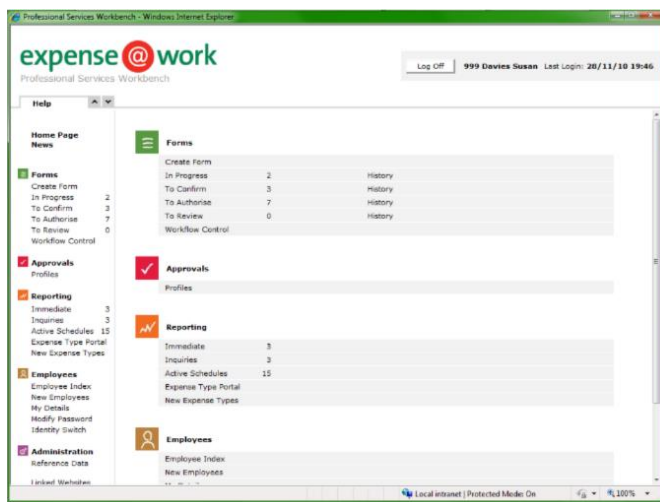 Professional Services Workbench - Windows Internet Explorer
expense@work
Professional Services Workbench
Log Off 999 Davies Susan Last Login: 28/11/10 19:46
Help
Home Page
News
Forms
Create Form
In Progress 2
To Confirm 3
To Authorise 7
To Review 0
Workflow Control
Approvals
Profiles
Reporting
Immediate 3
Inquiries 3
Active Schedules 15
Expense Type Portal
New Expense Types
Employees
Employee Index
New Employees
My Details
Modify Password
Identity Switch
Administration
Reference Data
Linked Websites
Forms
Create Form
In Progress 2 History
To Confirm 3 History
To Authorise 7 History
To Review 0 History
Workflow Control
Approvals
Profiles
Reporting
Immediate 3
Inquiries 3
Active Schedules 15
Expense Type Portal
New Expense Types
Employees
Employee Index
New Employees
Local intranet | Protected Mode: On 100%